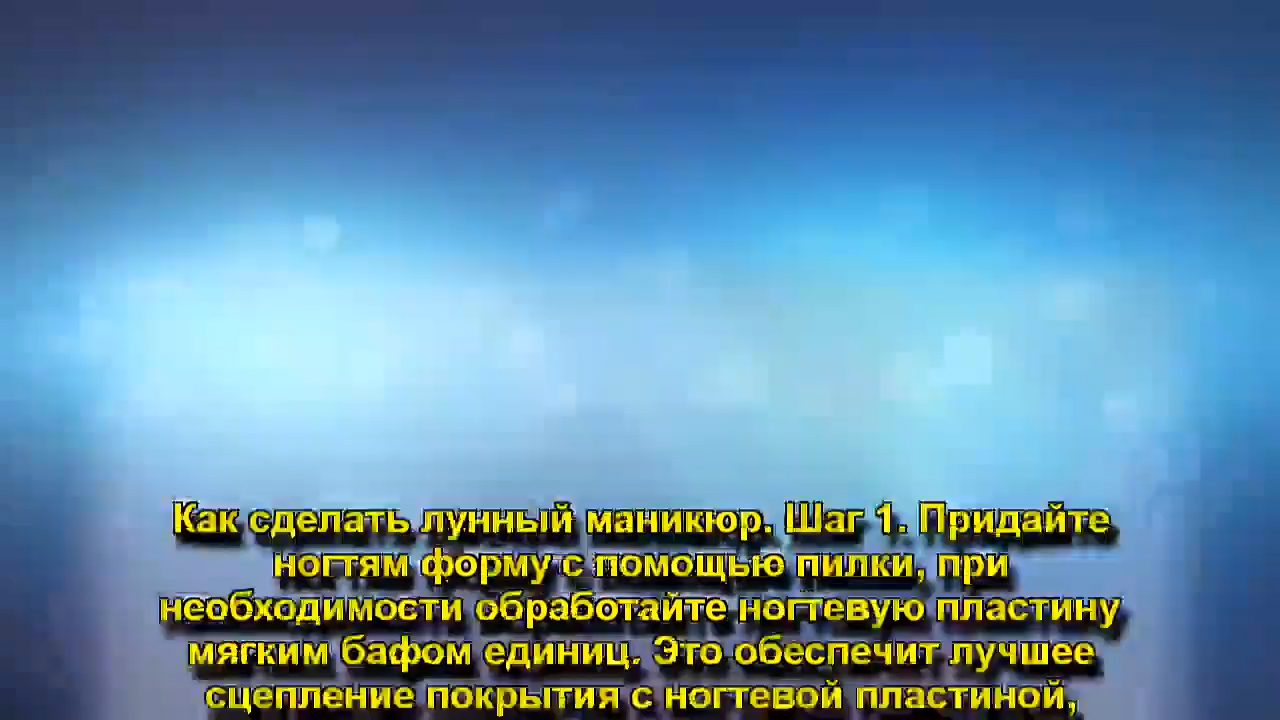 Как сделать лунный маникюр. Шаг 1. Придайте
ногтям форму с помощью пилки, при
необходимости обработайте ногтевую пластину
мягким бафом единиц. Это обеспечит лучшее
сцепление покрытия с ногтевой пластиной,